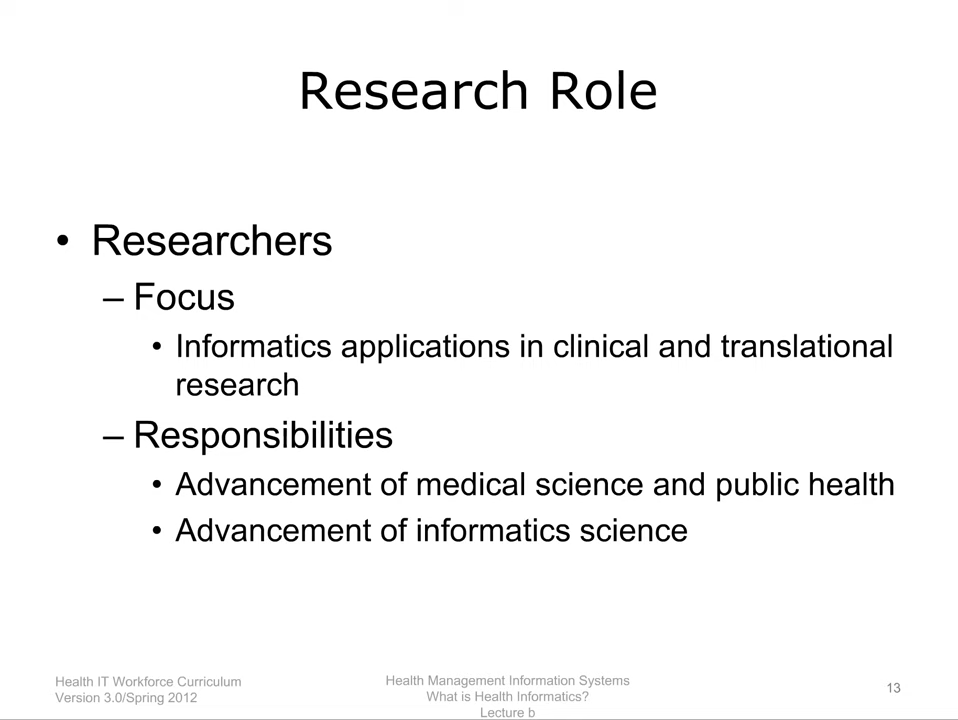 Research Role
• Researchers
– Focus
• Informatics applications in clinical and translational
research
– Responsibilities
• Advancement of medical science and public health
• Advancement of informatics science
Health IT Workforce Curriculum
Version 3.0/Spring 2012
Health Management Information Systems
What is Health Informatics?
Lecture b
13